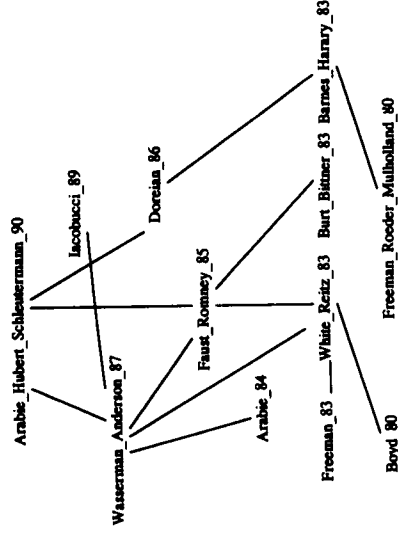 Arabie_Hubert_Schleutermann_90
Iacobucci_89
Wasserman_Anderson_87
Doreian_86
Faust_Romney_85
Arabie_84
Freeman_83
White_Reitz_83
Burt_Bittner_83
Barnes_Harary_83
Boyd_80
Freeman_Roeder_Mulholland_80